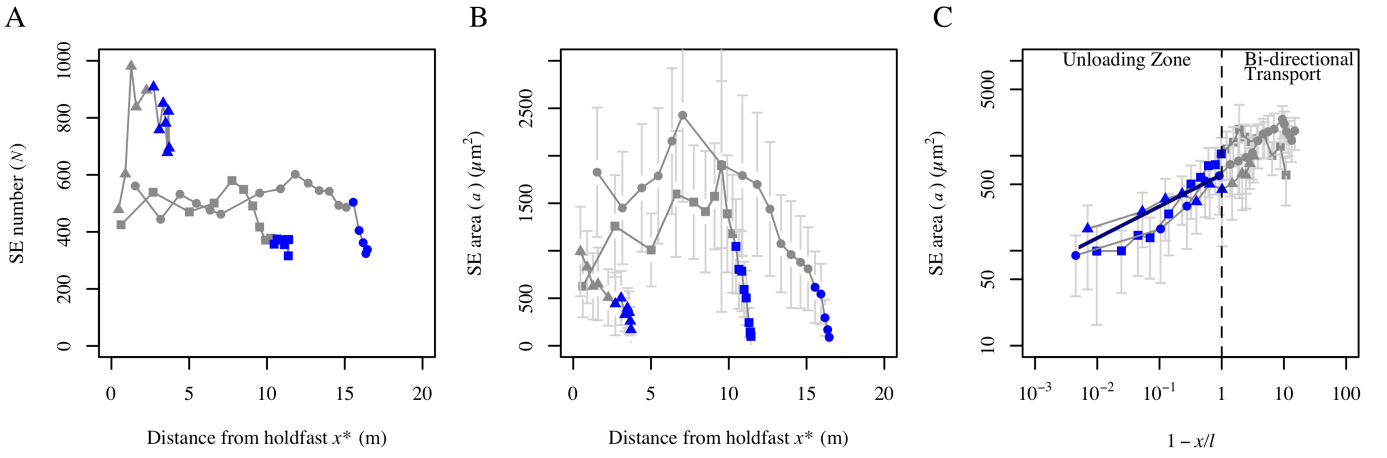 A
SE number (N)
0
200
400
600
800
1000
0
5
10
15
20
Distance from holdfast x* (m)
B
SE area ( a ) ( μm²)
0
500
1500
2500
0
5
10
15
20
Distance from holdfast x* (m)
C
Unloading Zone
Bi-directional
Transport
SE area ( a ) ( μm²)
10
50
500
5000
10⁻³
10⁻²
10⁻¹
1
10
100
1 − x/l